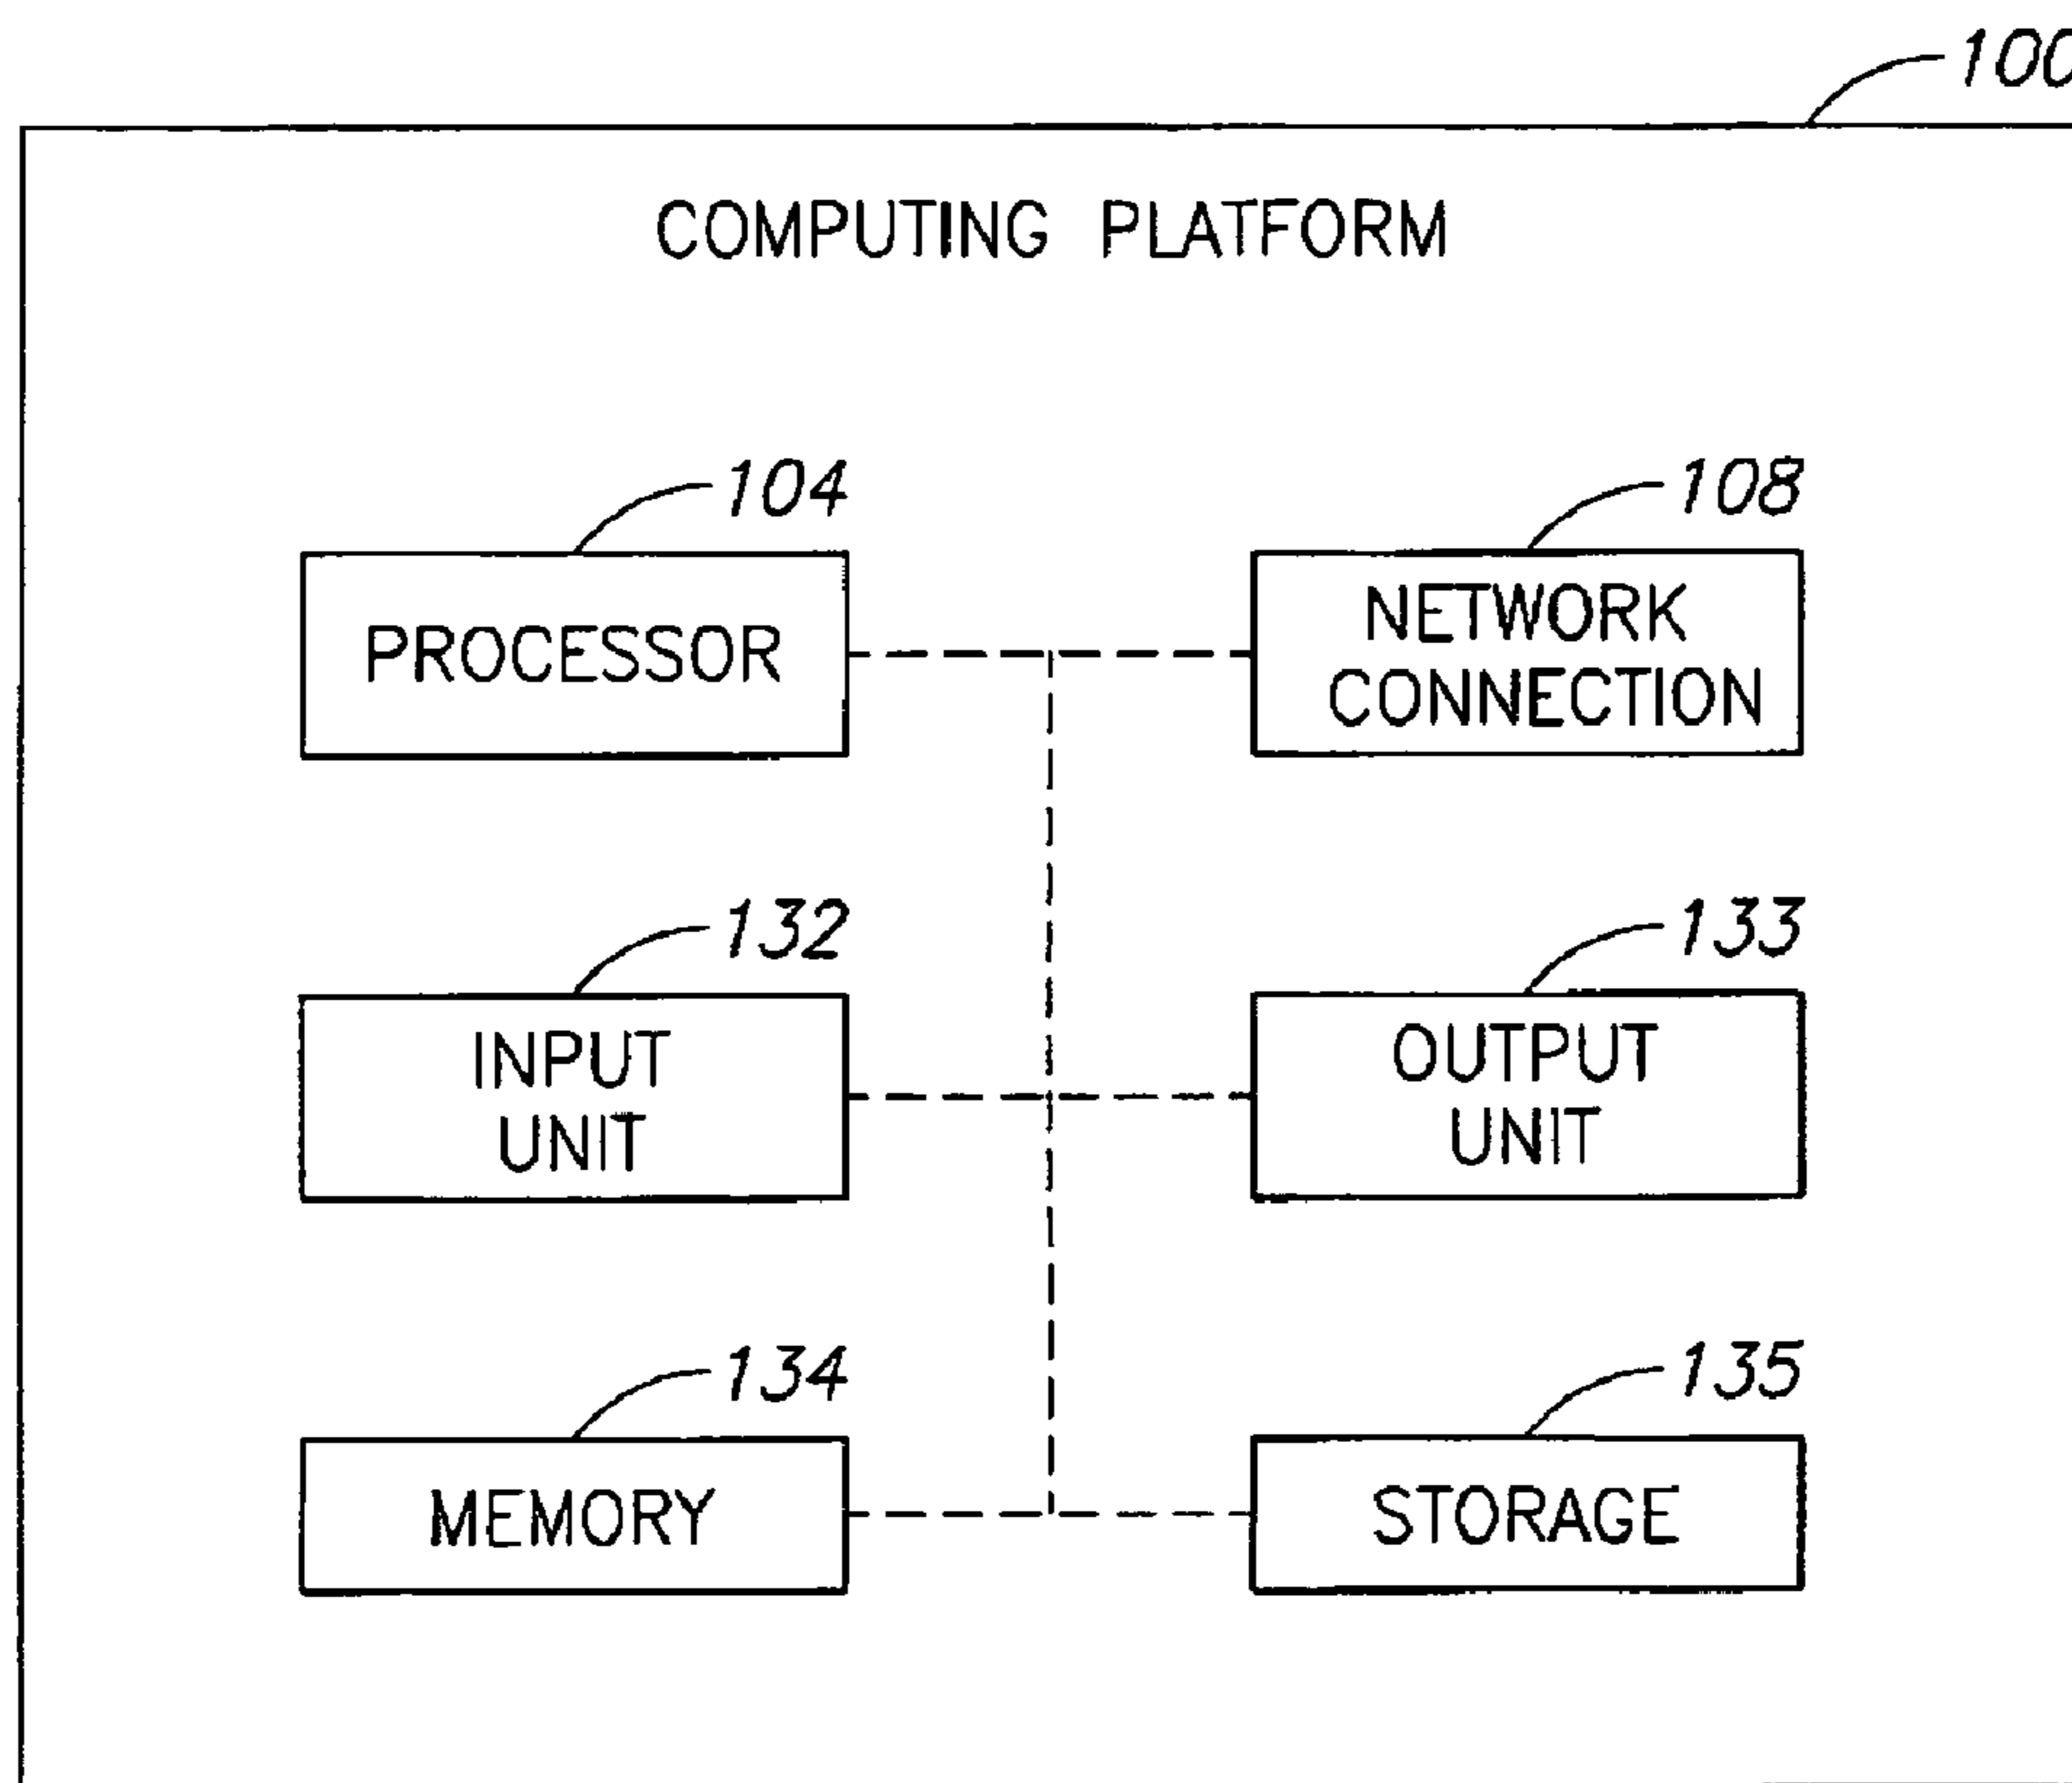 100
COMPUTING PLATFORM
104
108
PROCESSOR
NETWORK
CONNECTION
132
133
INPUT
UNIT
OUTPUT
UNIT
134
135
MEMORY
STORAGE